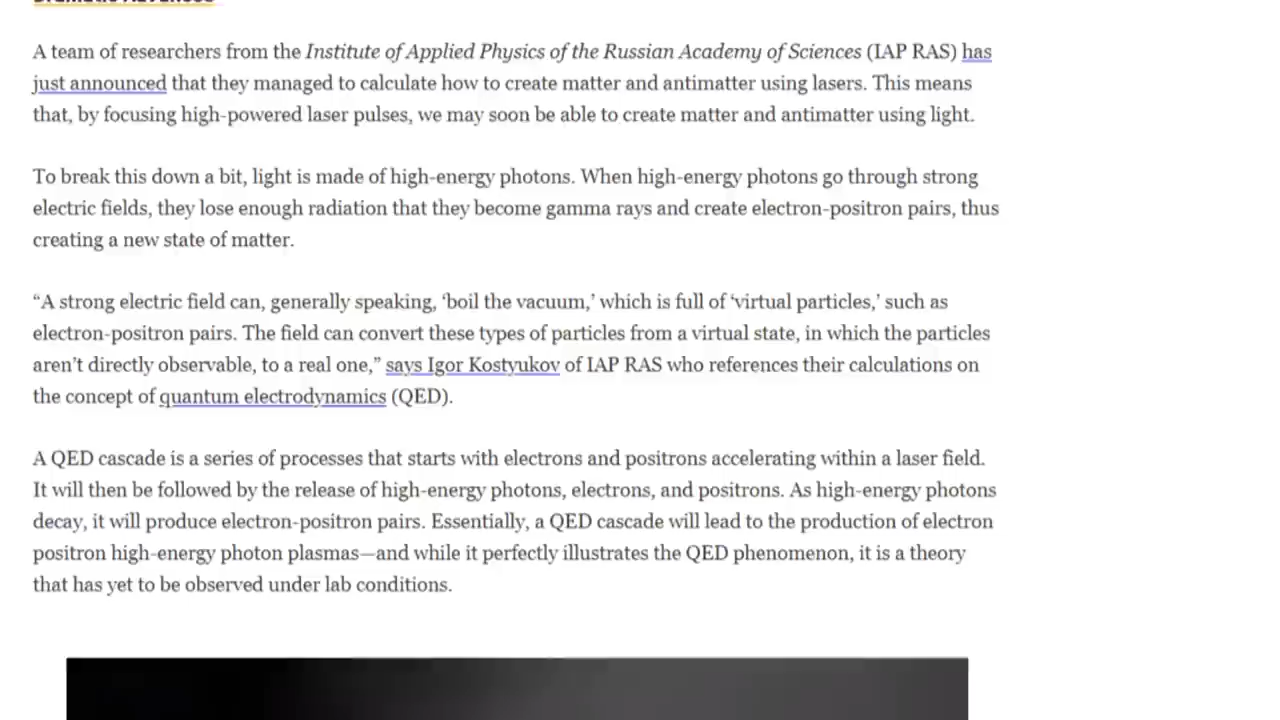 A team of researchers from the Institute of Applied Physics of the Russian Academy of Sciences (IAP RAS) has
just announced that they managed to calculate how to create matter and antimatter using lasers. This means
that, by focusing high-powered laser pulses, we may soon be able to create matter and antimatter using light.
To break this down a bit, light is made of high-energy photons. When high-energy photons go through strong
electric fields, they lose enough radiation that they become gamma rays and create electron-positron pairs, thus
creating a new state of matter.
“A strong electric field can, generally speaking, ‘boil the vacuum,’ which is full of ‘virtual particles,’ such as
electron-positron pairs. The field can convert these types of particles from a virtual state, in which the particles
aren’t directly observable, to a real one,” says Igor Kostyukov of IAP RAS who references their calculations on
the concept of quantum electrodynamics (QED).
A QED cascade is a series of processes that starts with electrons and positrons accelerating within a laser field.
It will then be followed by the release of high-energy photons, electrons, and positrons. As high-energy photons
decay, it will produce electron-positron pairs. Essentially, a QED cascade will lead to the production of electron
positron high-energy photon plasmas—and while it perfectly illustrates the QED phenomenon, it is a theory
that has yet to be observed under lab conditions.